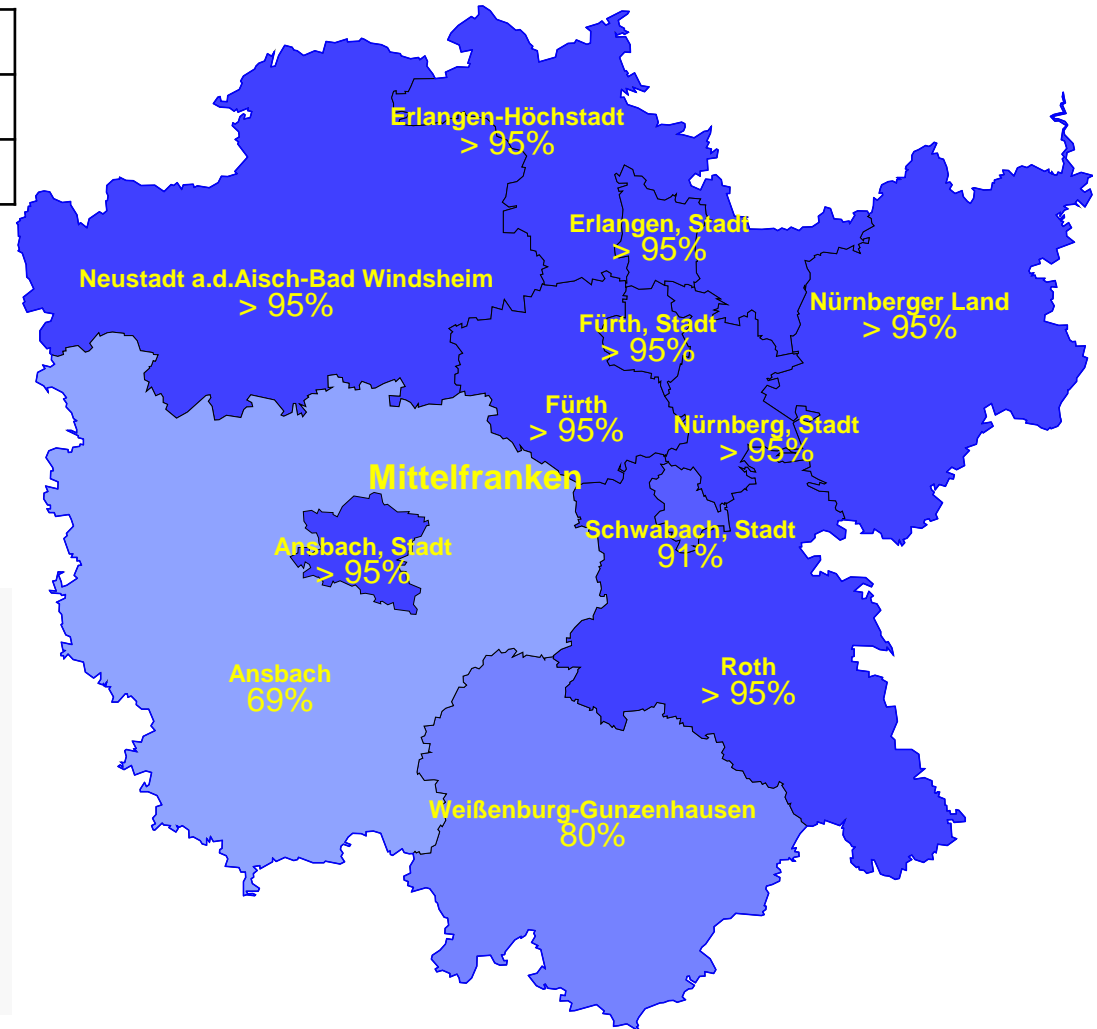 Erlangen-Höchstadt
> 95%
Erlangen, Stadt
> 95%
Neustadt a.d.Aisch-Bad Windsheim
> 95%
Nürnberger Land
> 95%
Fürth, Stadt
> 95%
Fürth
> 95%
Nürnberg, Stadt
> 95%
Mittelfranken
Schwabach, Stadt
91%
Ansbach, Stadt
> 95%
Roth
> 95%
Ansbach
69%
Weißenburg-Gunzenhausen
80%